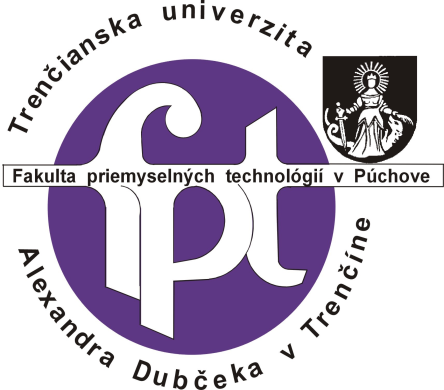 Trenčianska univerzita
fpt
Fakulta priemyselných technológií v Púchove
Alexandra Dubčeka v Trenčíne